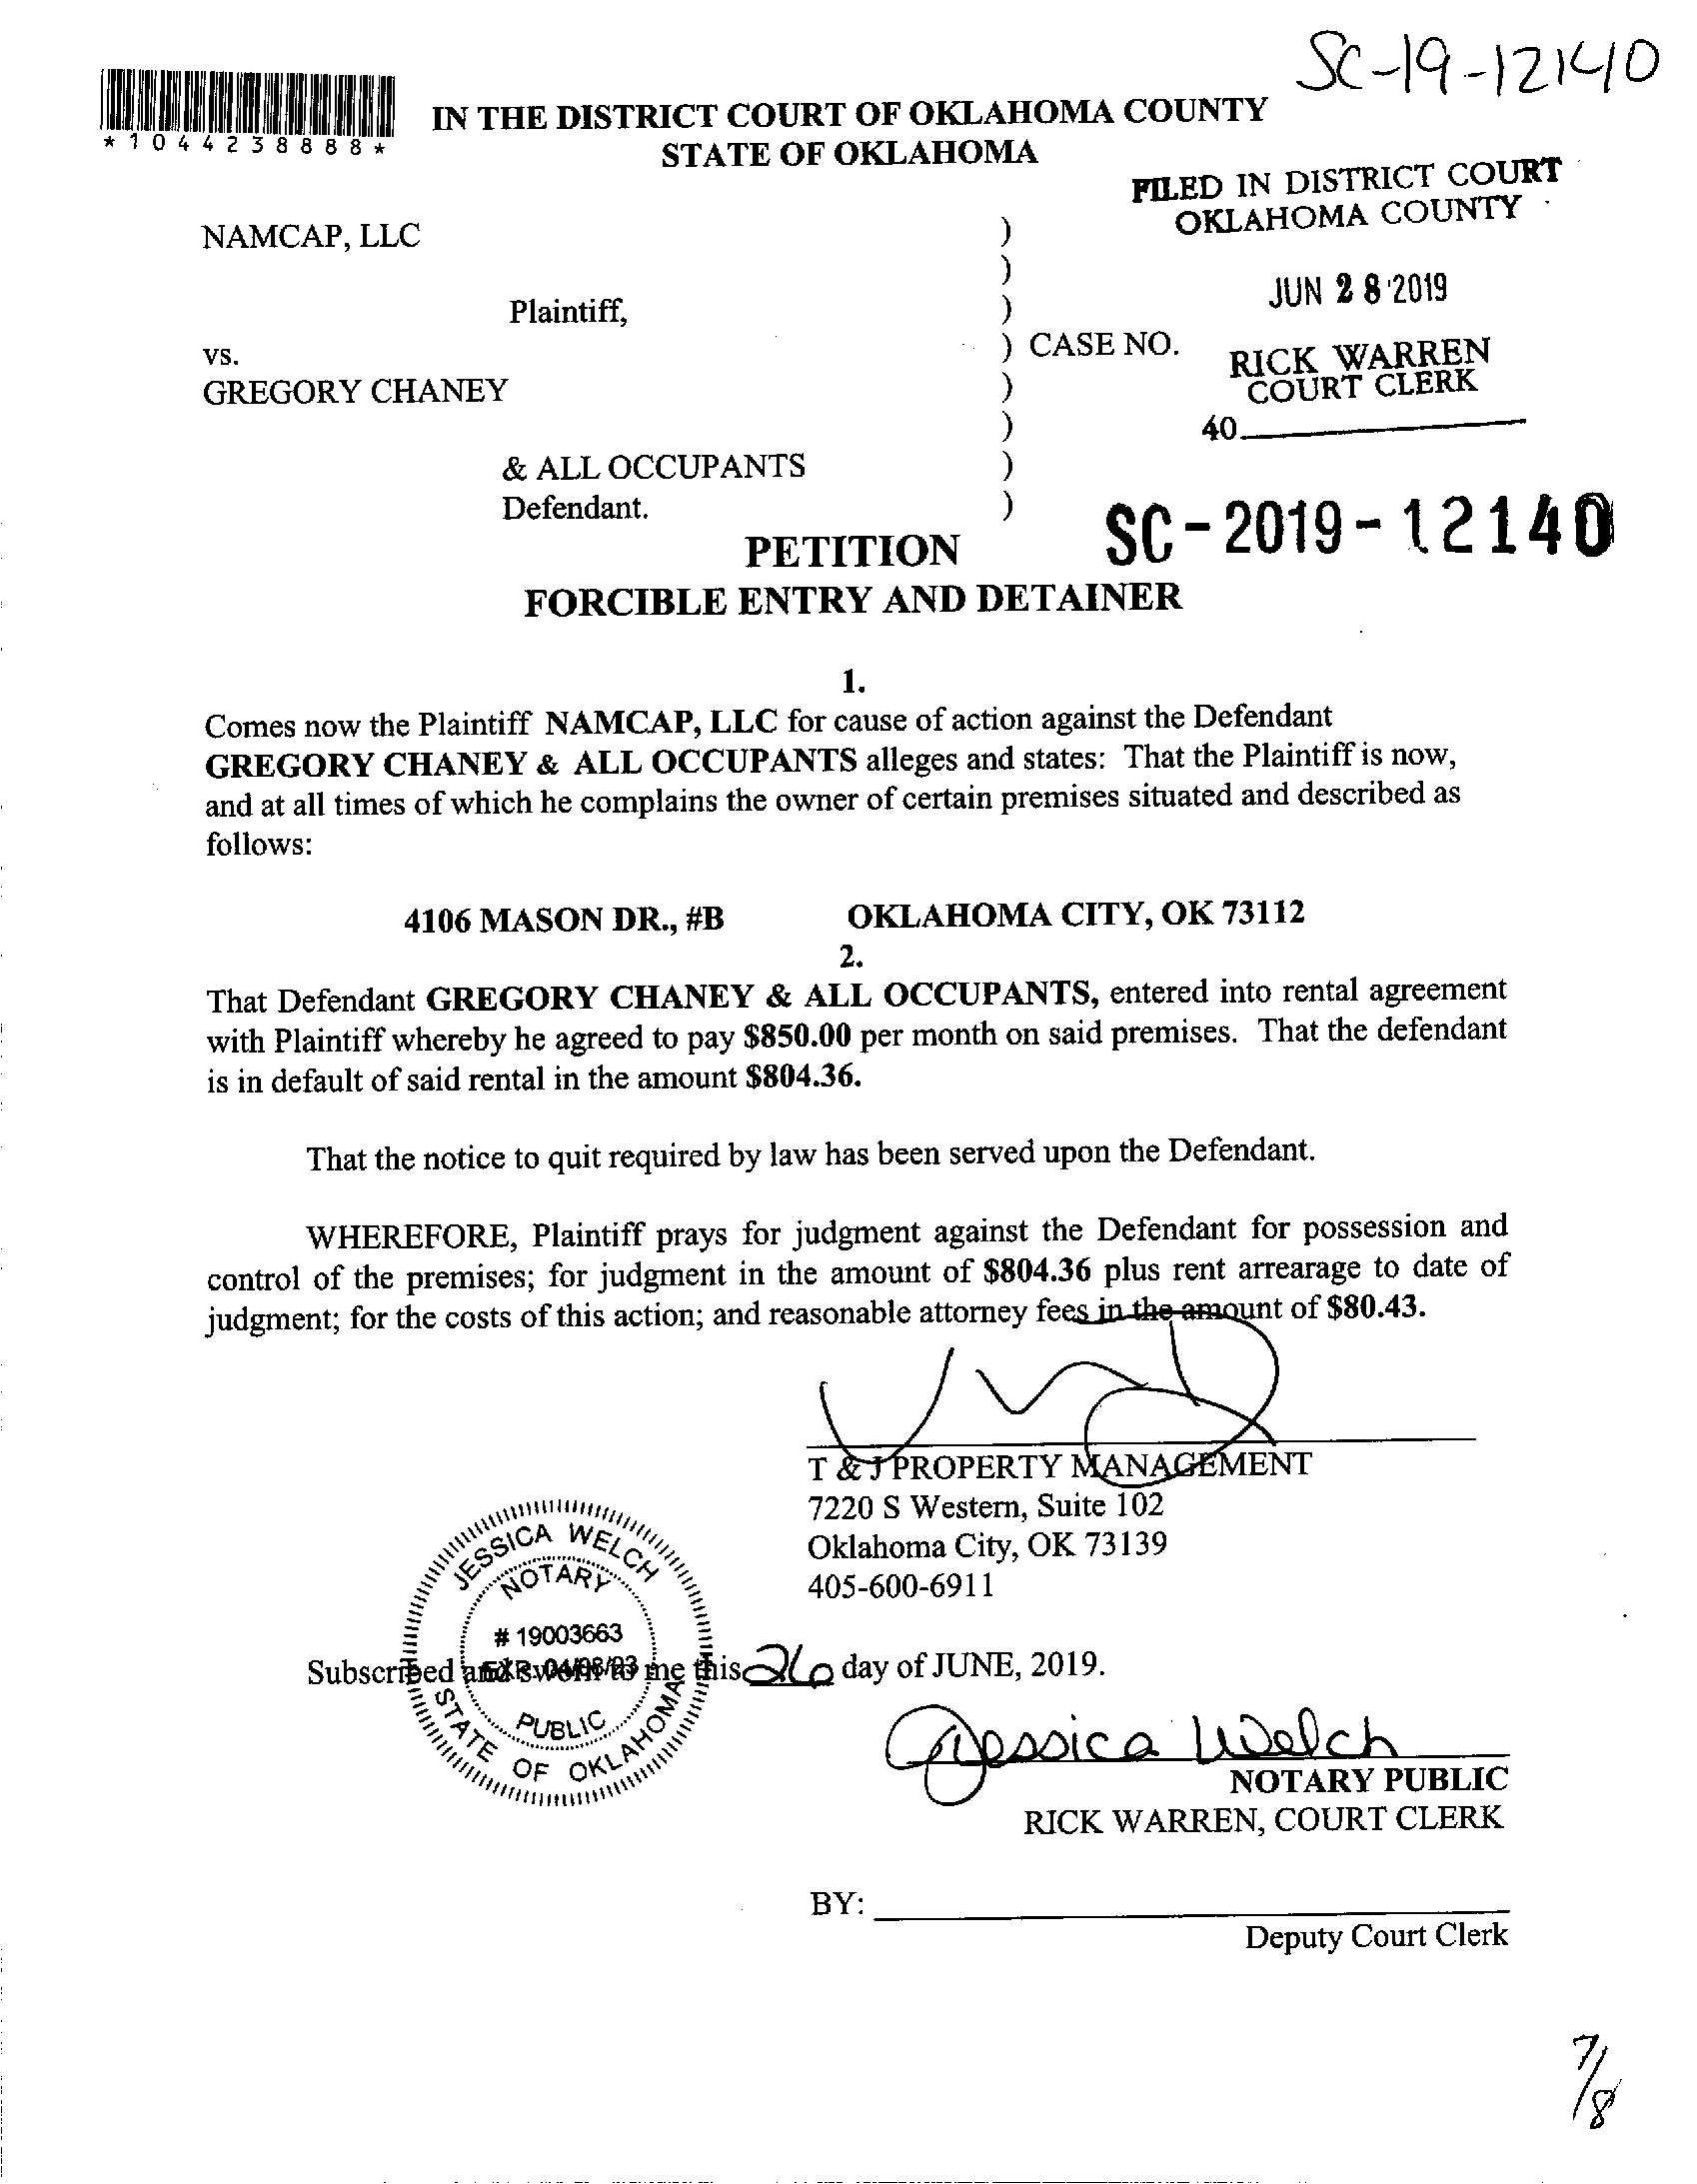 SC-19-12140
*1044238888*
IN THE DISTRICT COURT OF OKLAHOMA COUNTY
STATE OF OKLAHOMA
FILED IN DISTRICT COURT
OKLAHOMA COUNTY
NAMCAP, LLC )
)
JUN 28 2019
Plaintiff, )
vs. ) CASE NO.
RICK WARREN
COURT CLERK
GREGORY CHANEY )
)
40
& ALL OCCUPANTS )
Defendant. )
SC-2019-12140
PETITION
FORCIBLE ENTRY AND DETAINER
1.
Comes now the Plaintiff NAMCAP, LLC for cause of action against the Defendant
GREGORY CHANEY & ALL OCCUPANTS alleges and states: That the Plaintiff is now,
and at all times of which he complains the owner of certain premises situated and described as
follows:
4106 MASON DR., #B OKLAHOMA CITY, OK 73112
2.
That Defendant GREGORY CHANEY & ALL OCCUPANTS, entered into rental agreement
with Plaintiff whereby he agreed to pay $850.00 per month on said premises. That the defendant
is in default of said rental in the amount $804.36.
That the notice to quit required by law has been served upon the Defendant.
WHEREFORE, Plaintiff prays for judgment against the Defendant for possession and
control of the premises; for judgment in the amount of $804.36 plus rent arrearage to date of
judgment; for the costs of this action; and reasonable attorney fees in the amount of $80.43.
T & J PROPERTY MANAGEMENT
7220 S Western, Suite 102
Oklahoma City, OK 73139
405-600-6911
JESSICA WELCH
NOTARY
# 19003663
EXP. 04/08/23
PUBLIC
STATE OF OKLAHOMA
Subscribed and sworn to me this 26 day of JUNE, 2019.
Jessica Welch
NOTARY PUBLIC
RICK WARREN, COURT CLERK
BY:
Deputy Court Clerk
7/8